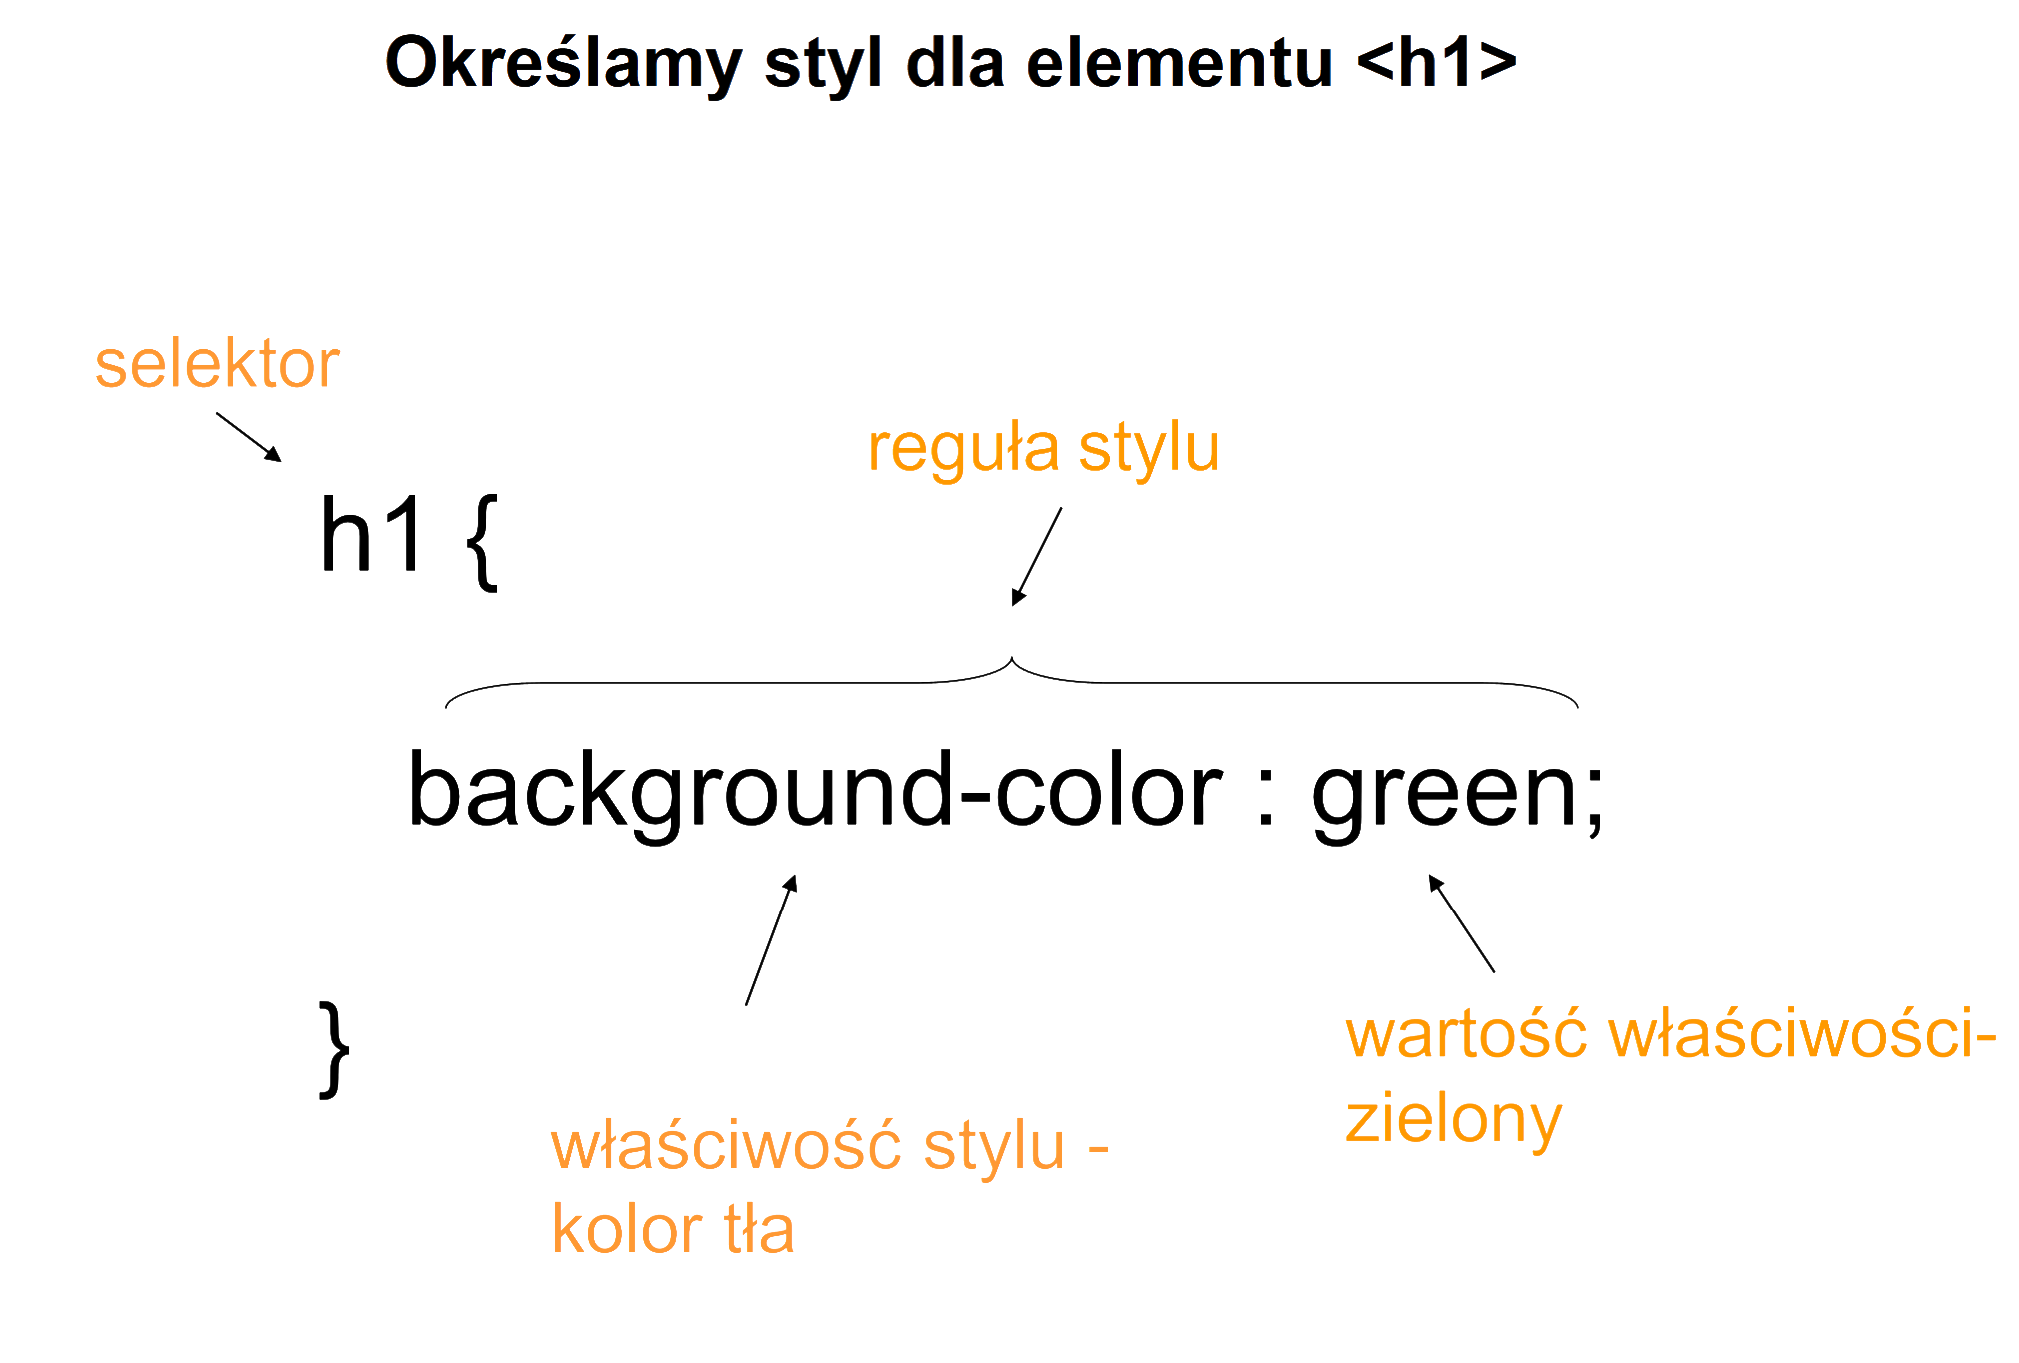 Określamy styl dla elementu <h1>
selektor
reguła stylu
h1 {
background-color : green;
}
właściwość stylu -
kolor tła
wartość właściwości-
zielony